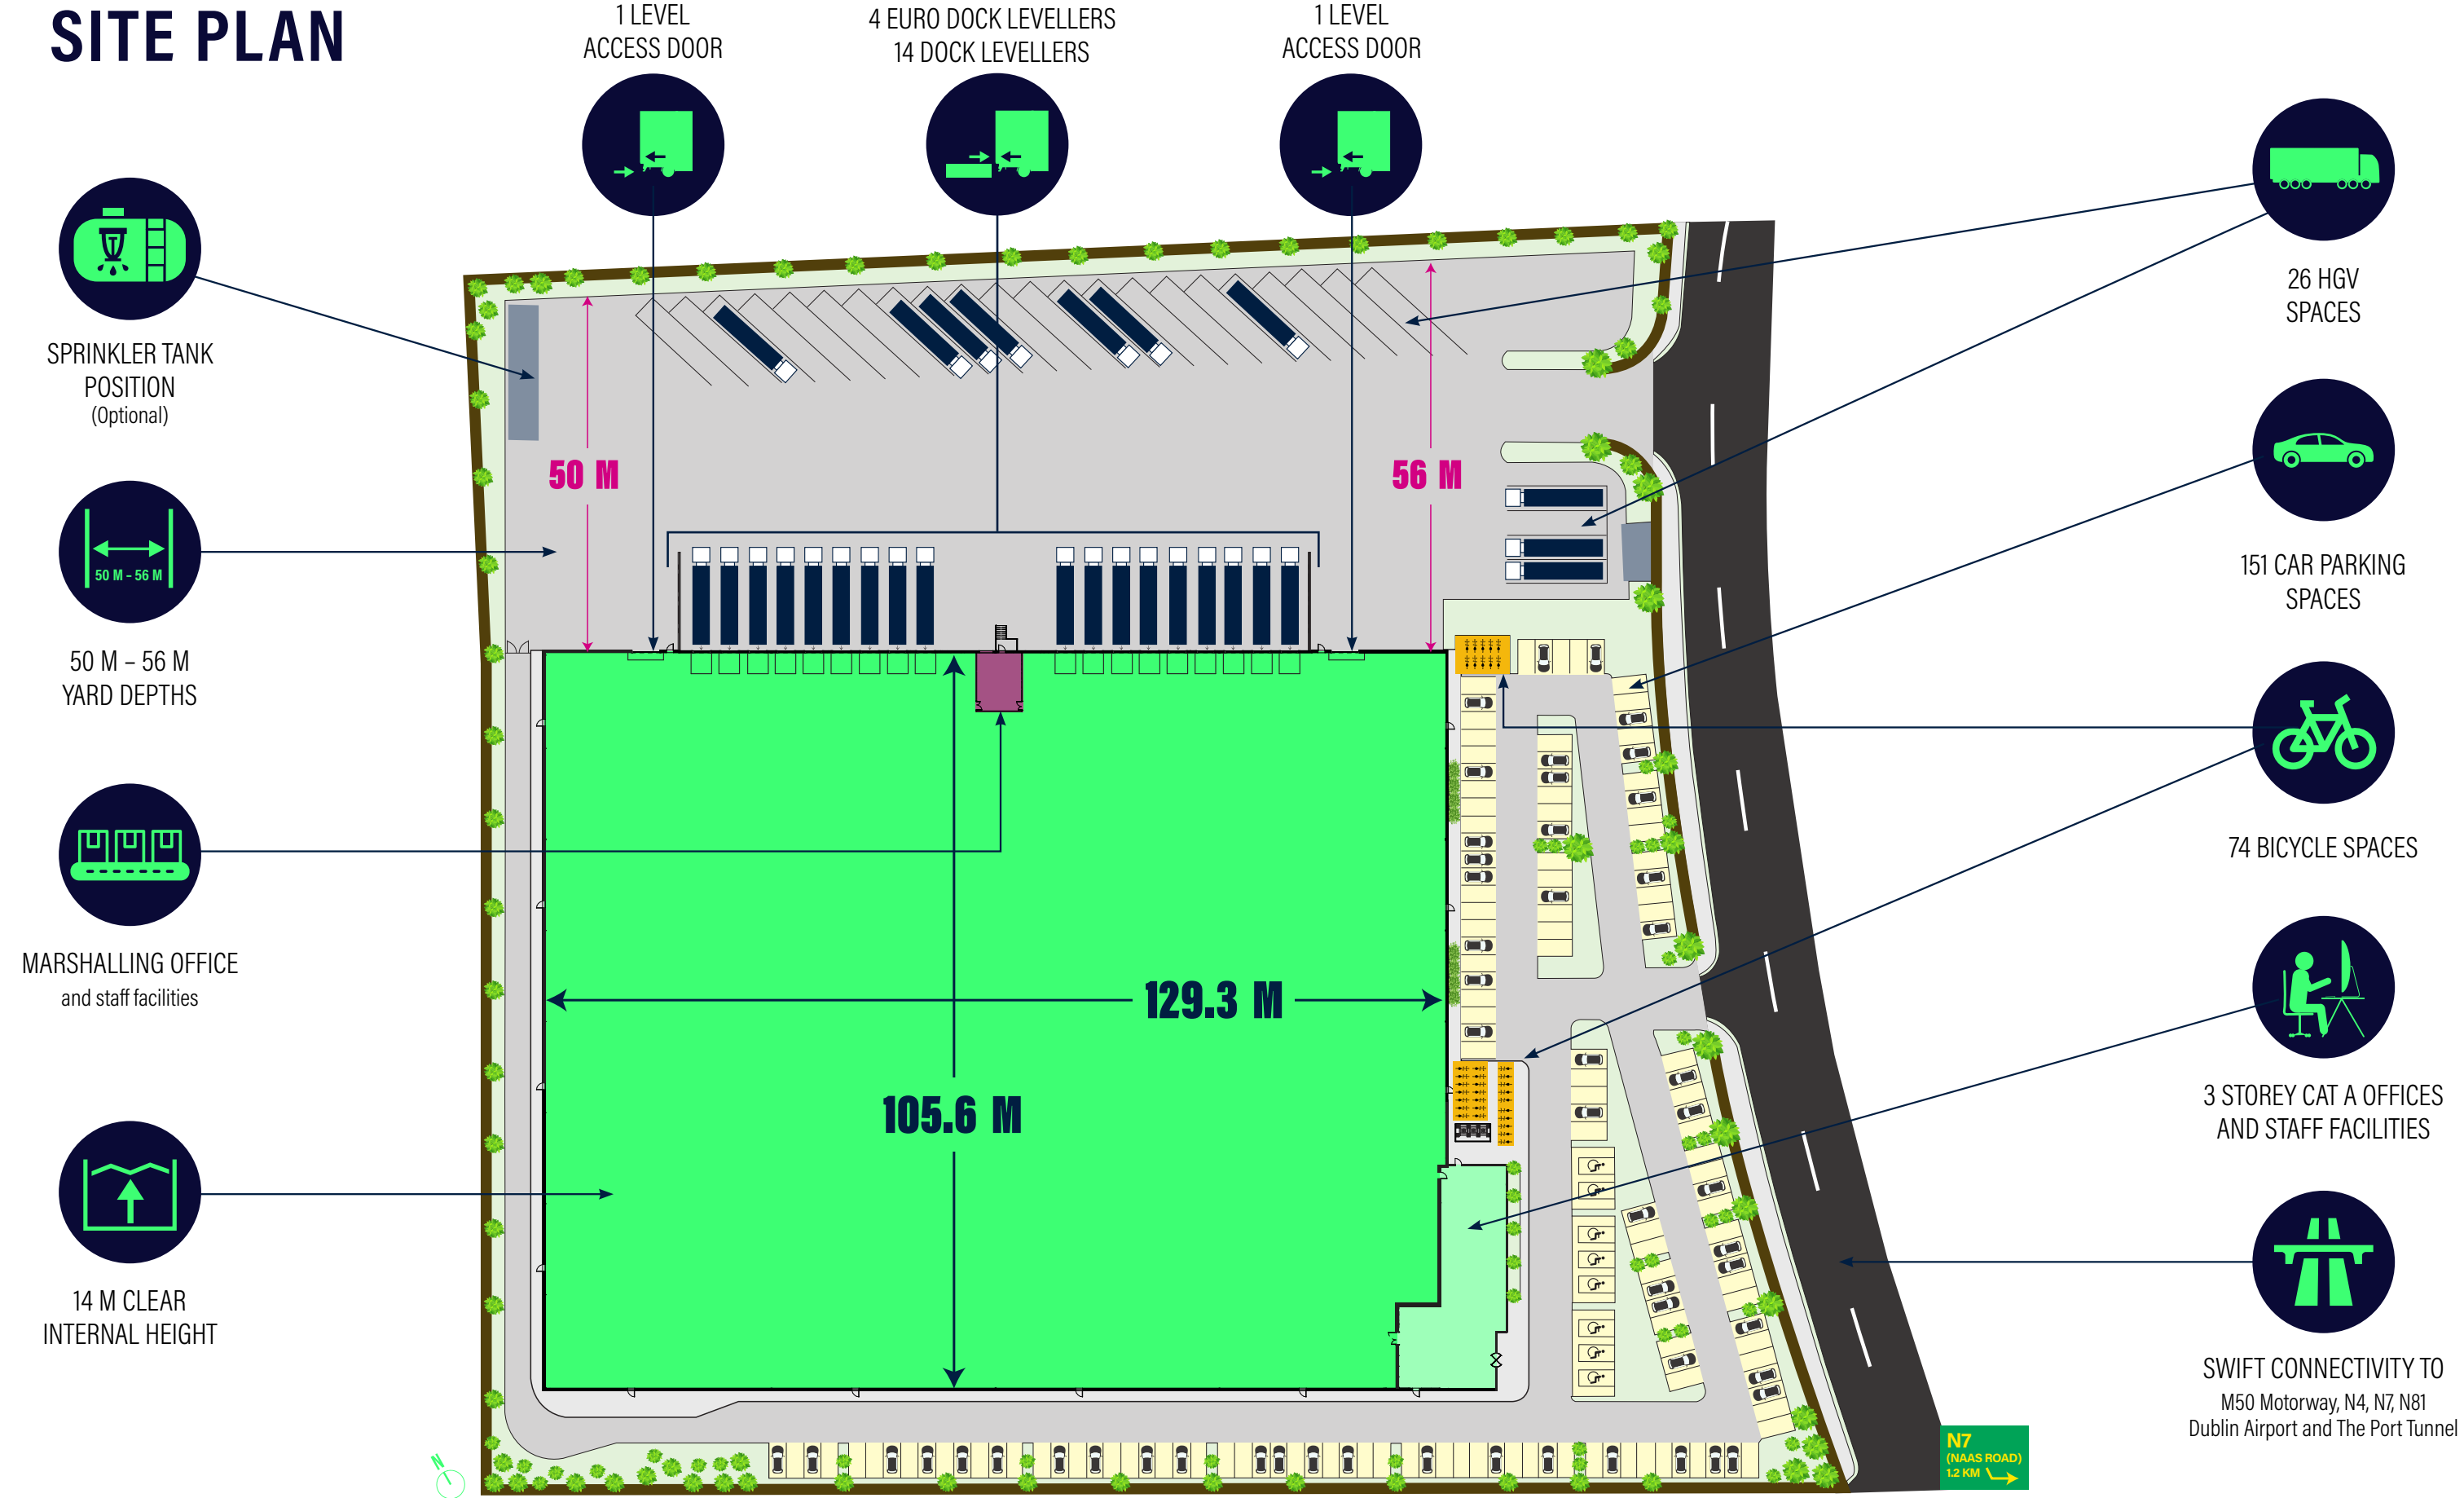 SITE PLAN
1 LEVEL
ACCESS DOOR
4 EURO DOCK LEVELLERS
14 DOCK LEVELLERS
1 LEVEL
ACCESS DOOR
SPRINKLER TANK
POSITION
(Optional)
50 M – 56 M
50 M – 56 M
YARD DEPTHS
MARSHALLING OFFICE
and staff facilities
14 M CLEAR
INTERNAL HEIGHT
50 M
56 M
129.3 M
105.6 M
26 HGV
SPACES
151 CAR PARKING
SPACES
74 BICYCLE SPACES
3 STOREY CAT A OFFICES
AND STAFF FACILITIES
SWIFT CONNECTIVITY TO
M50 Motorway, N4, N7, N81
Dublin Airport and The Port Tunnel
N
N7
(NAAS ROAD)
1.2 KM